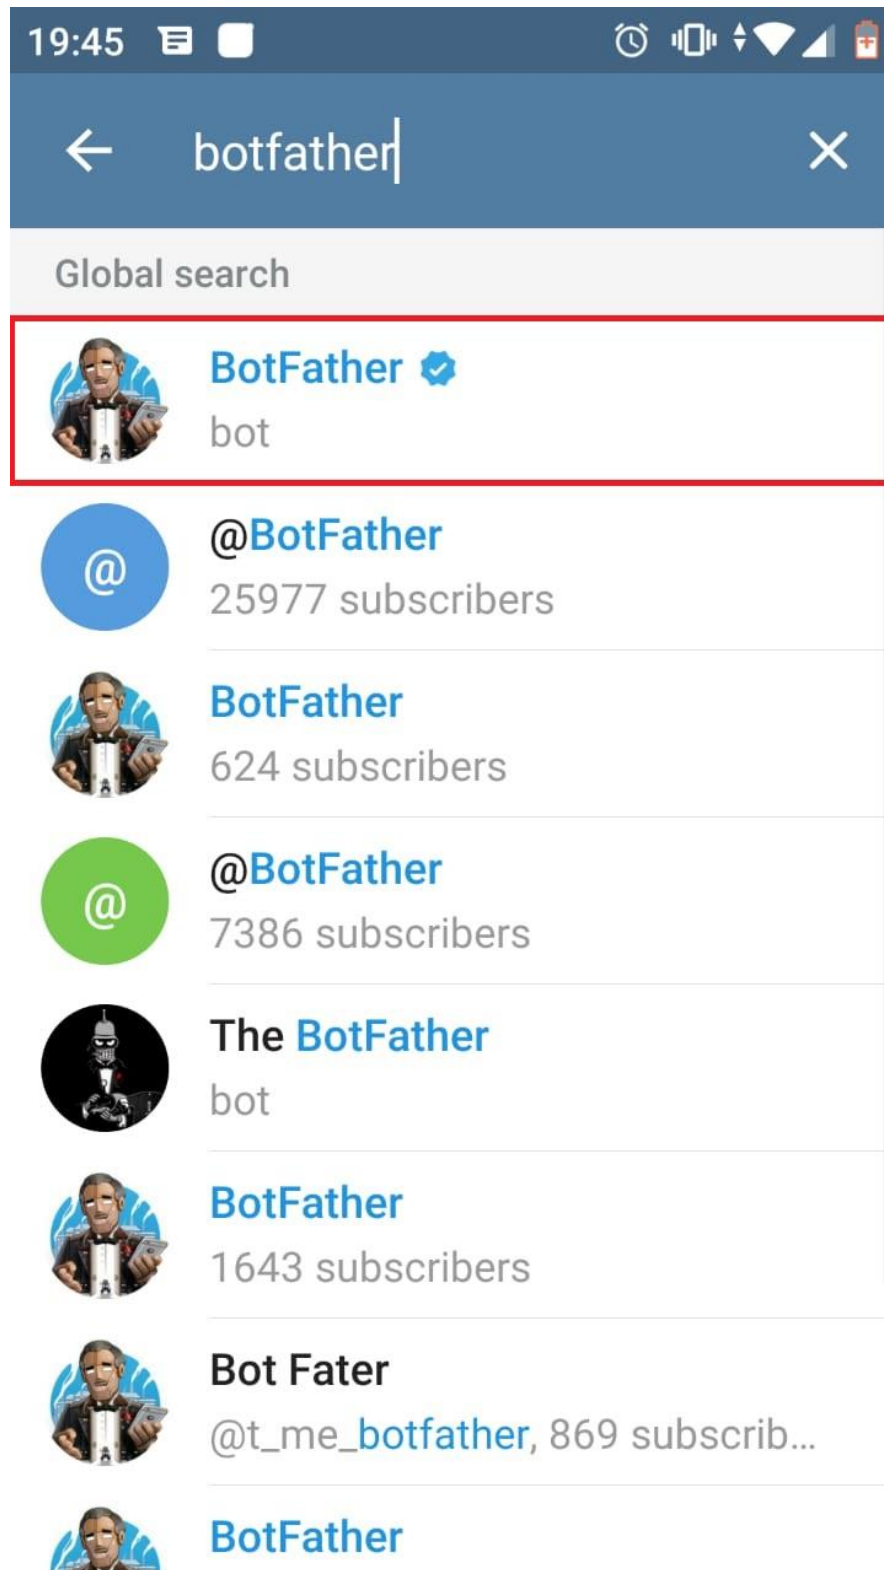 19:45
botfather
Global search
BotFather
bot
@
@BotFather
25977 subscribers
BotFather
624 subscribers
@
@BotFather
7386 subscribers
The BotFather
bot
BotFather
1643 subscribers
Bot Fater
@t_me_botfather, 869 subscrib...
BotFather